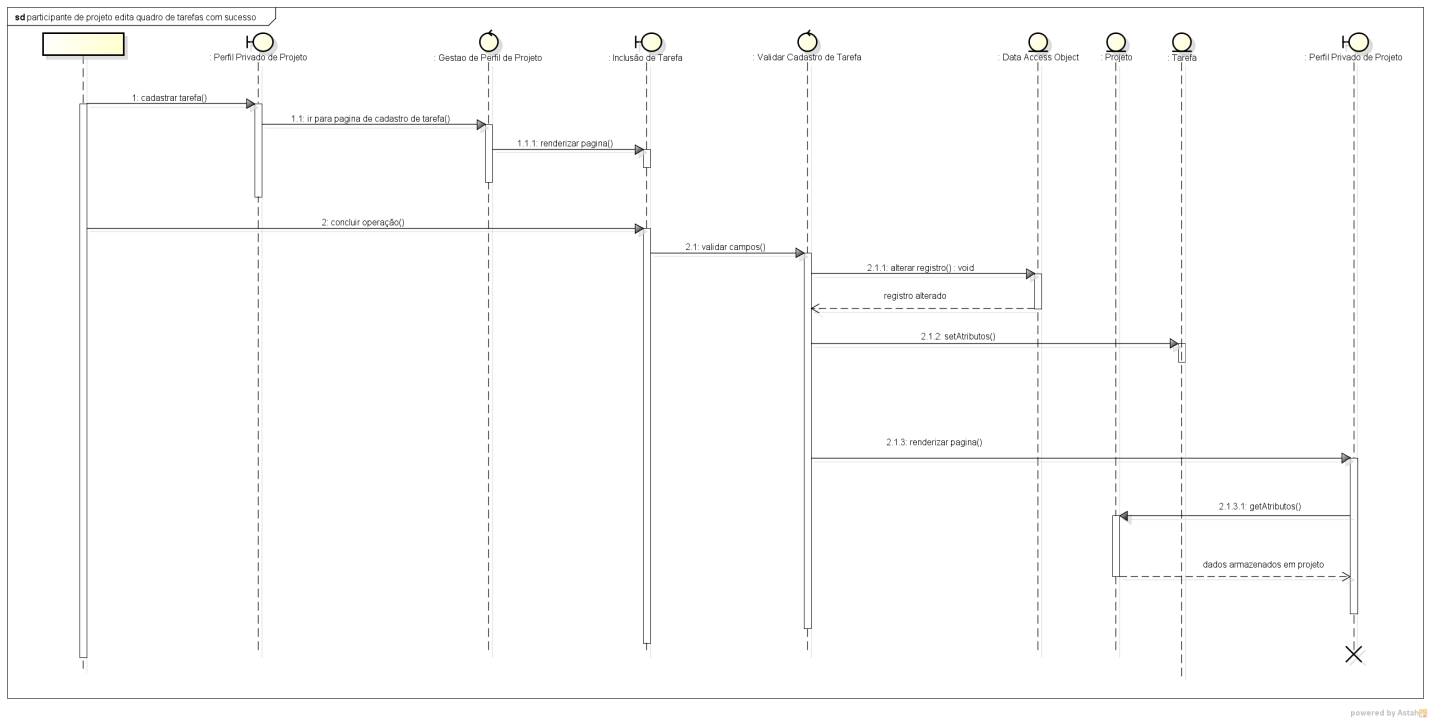 sd participante de projeto edita quadro de tarefas com sucesso
: Perfil Privado de Projeto
: Gestao de Perfil de Projeto
: Inclusão de Tarefa
: Validar Cadastro de Tarefa
: Data Access Object
: Projeto
: Tarefa
: Perfil Privado de Projeto
1: cadastrar tarefa()
1.1: ir para pagina de cadastro de tarefa()
1.1.1: renderizar pagina()
2: concluir operação()
2.1: validar campos()
2.1.1: alterar registro() : void
registro alterado
2.1.2: setAtributos()
2.1.3: renderizar pagina()
2.1.3.1: getAtributos()
dados armazenados em projeto
powered by Astah